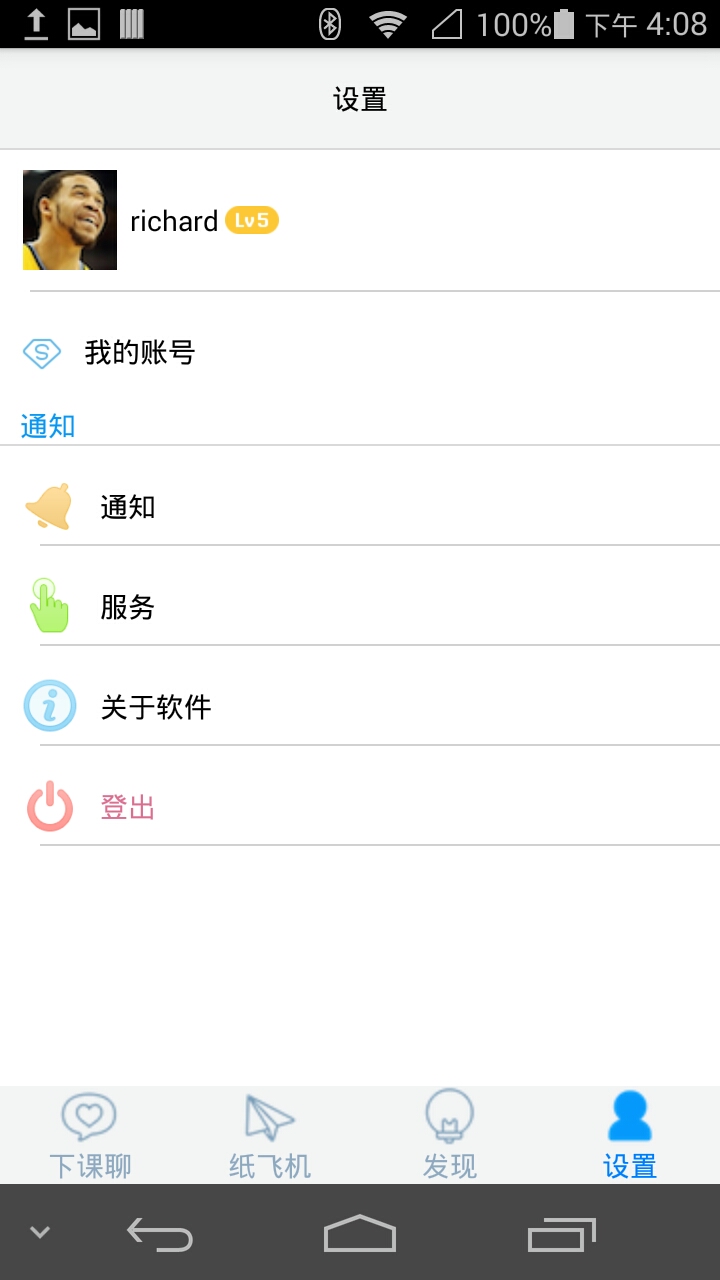 100% 下午 4:08
设置
richard Lv5
我的账号
通知
通知
服务
关于软件
登出
下课聊 纸飞机 发现 设置